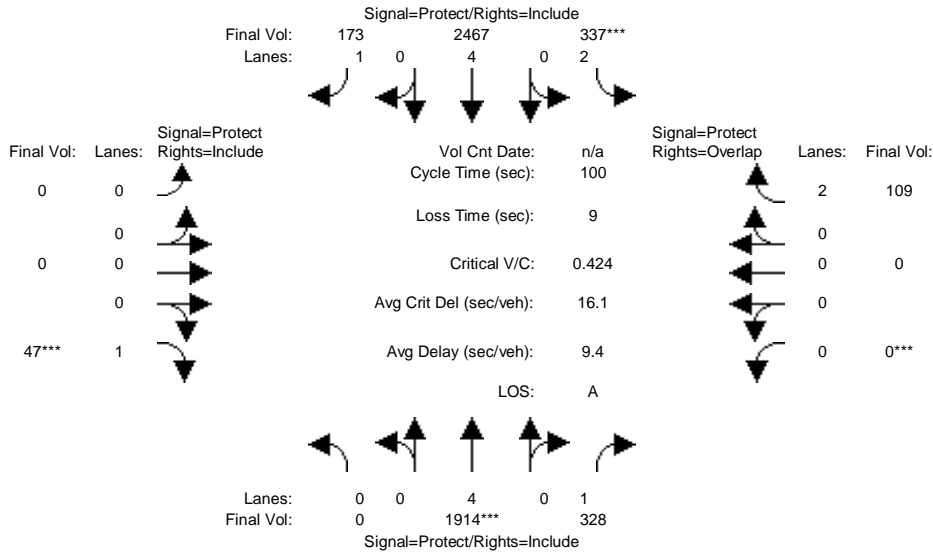 Signal=Protect/Rights=Include
Final Vol: 173 2467 337***
Lanes: 1 0 4 0 2
Signal=Protect
Final Vol: Lanes: Rights=Include
Vol Cnt Date: n/a
Signal=Protect
Rights=Overlap Lanes: Final Vol:
Cycle Time (sec): 100
0 0
2 109
Loss Time (sec): 9
0
0
0 0
Critical V/C: 0.424
0 0
0
Avg Crit Del (sec/veh): 16.1
0
47*** 1
Avg Delay (sec/veh): 9.4
0 0***
LOS: A
Lanes: 0 0 4 0 1
Final Vol: 0 1914*** 328
Signal=Protect/Rights=Include